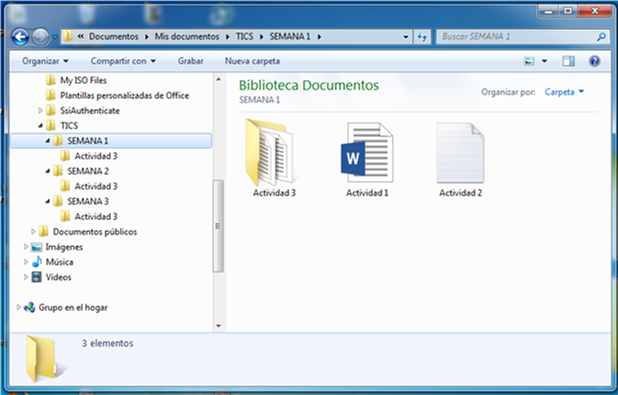 « Documentos ▸ Mis documentos ▸ TICS ▸ SEMANA 1 ▸
Buscar SEMANA 1
Organizar Compartir con Grabar Nueva carpeta
My ISO Files
Plantillas personalizadas de Office
SsiAuthenticate
TICS
SEMANA 1
Actividad 3
SEMANA 2
Actividad 3
SEMANA 3
Actividad 3
Documentos públicos
Imágenes
Música
Vídeos
Grupo en el hogar
Biblioteca Documentos
SEMANA 1
Organizar por: Carpeta
W
Actividad 3
Actividad 1
Actividad 2
3 elementos